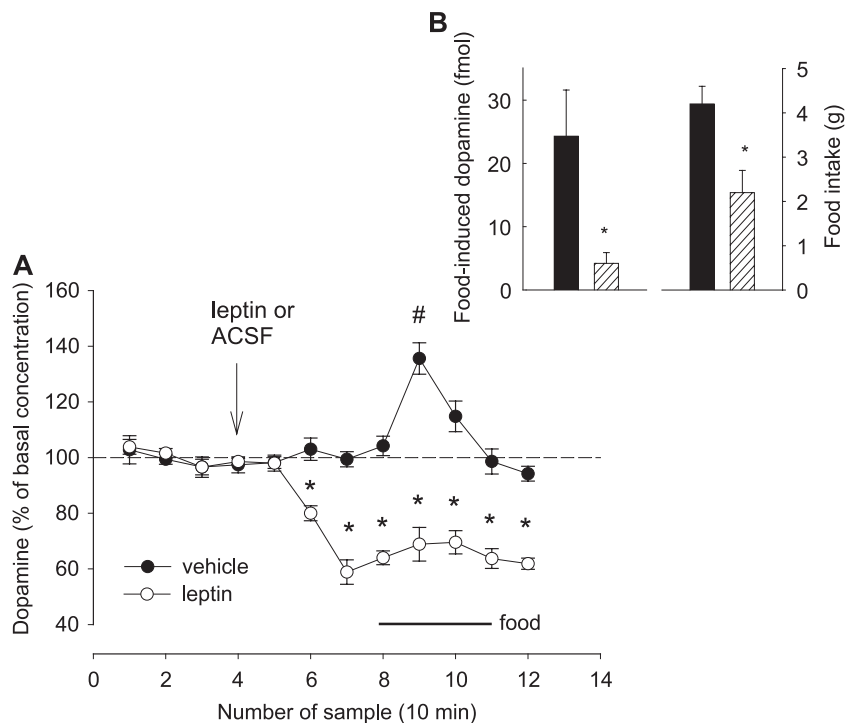 B
Food-induced dopamine (fmol)
30
20
10
0
*
*
5
4
3
2
1
0
Food intake (g)
A
Dopamine (% of basal concentration)
160
140
120
100
80
60
40
leptin or
ACSF
#
* * * * * * *
vehicle
leptin
food
0 2 4 6 8 10 12 14
Number of sample (10 min)